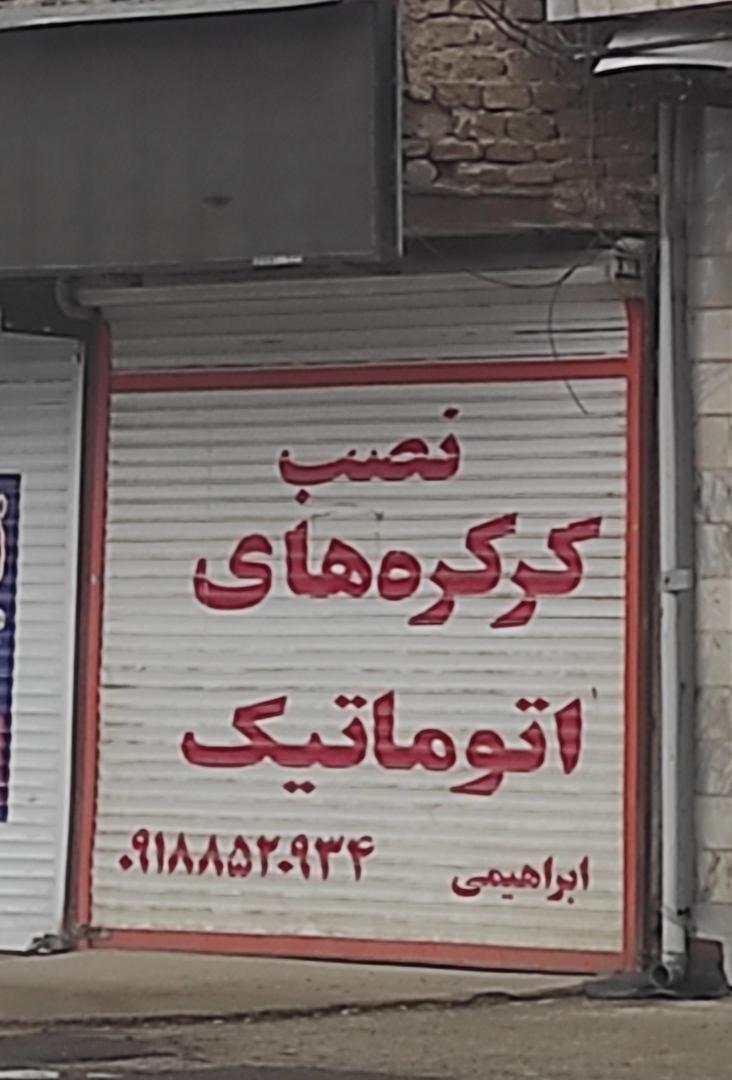 نصب
کرکره‌های
اتوماتیک
ابراهیمی ۰۹۱۸۸۵۲۰۹۳۴